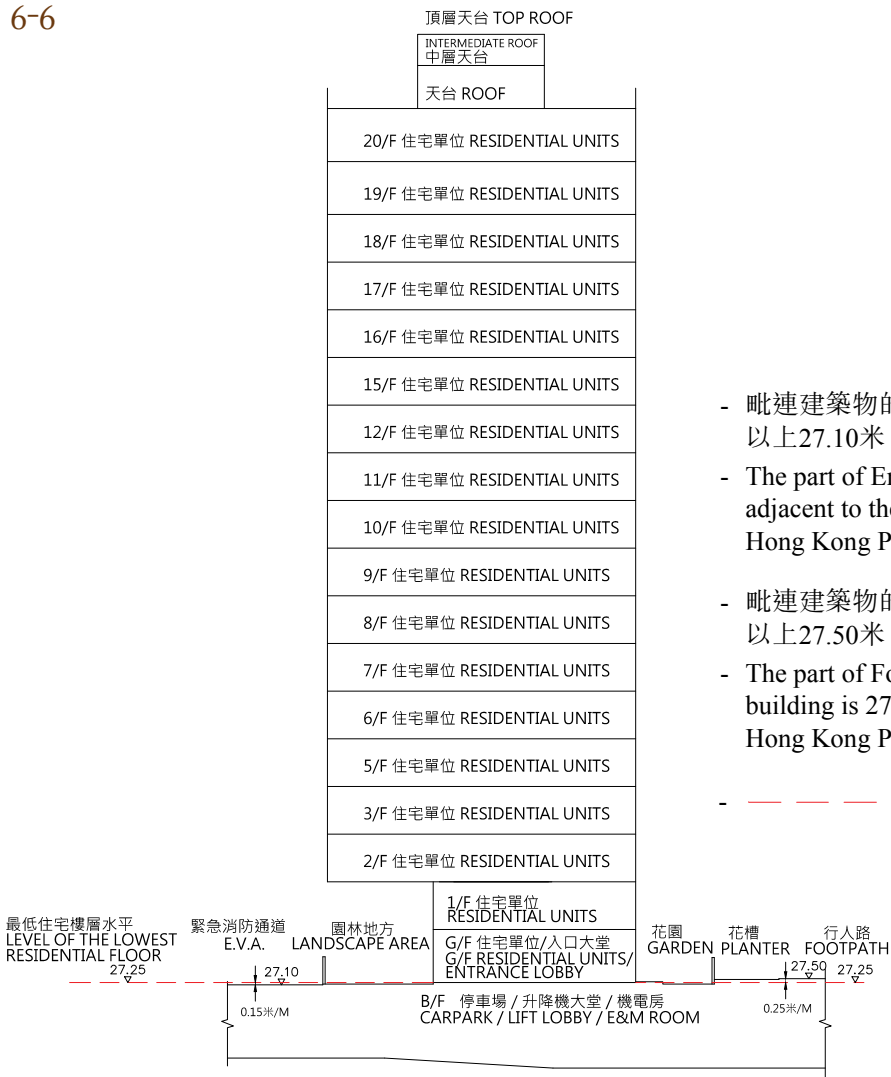 6-6
頂層天台 TOP ROOF
INTERMEDIATE ROOF
中層天台
天台 ROOF
20/F 住宅單位 RESIDENTIAL UNITS
19/F 住宅單位 RESIDENTIAL UNITS
18/F 住宅單位 RESIDENTIAL UNITS
17/F 住宅單位 RESIDENTIAL UNITS
16/F 住宅單位 RESIDENTIAL UNITS
15/F 住宅單位 RESIDENTIAL UNITS
12/F 住宅單位 RESIDENTIAL UNITS
11/F 住宅單位 RESIDENTIAL UNITS
10/F 住宅單位 RESIDENTIAL UNITS
9/F 住宅單位 RESIDENTIAL UNITS
8/F 住宅單位 RESIDENTIAL UNITS
7/F 住宅單位 RESIDENTIAL UNITS
6/F 住宅單位 RESIDENTIAL UNITS
5/F 住宅單位 RESIDENTIAL UNITS
3/F 住宅單位 RESIDENTIAL UNITS
2/F 住宅單位 RESIDENTIAL UNITS
1/F 住宅單位
RESIDENTIAL UNITS
G/F 住宅單位/入口大堂
G/F RESIDENTIAL UNITS/
ENTRANCE LOBBY
B/F 停車場 / 升降機大堂 / 機電房
CARPARK / LIFT LOBBY / E&M ROOM
最低住宅樓層水平
LEVEL OF THE LOWEST
RESIDENTIAL FLOOR
27.25
緊急消防通道
E.V.A.
27.10
0.15米/M
園林地方
LANDSCAPE AREA
花園
GARDEN
花槽
PLANTER
行人路
FOOTPATH
27.50
27.25
0.25米/M
- 毗連建築物的
以上27.10米
- The part of
adjacent to
Hong Kong
- 毗連建築物的
以上27.50米
- The part of
building is
Hong Kong
-